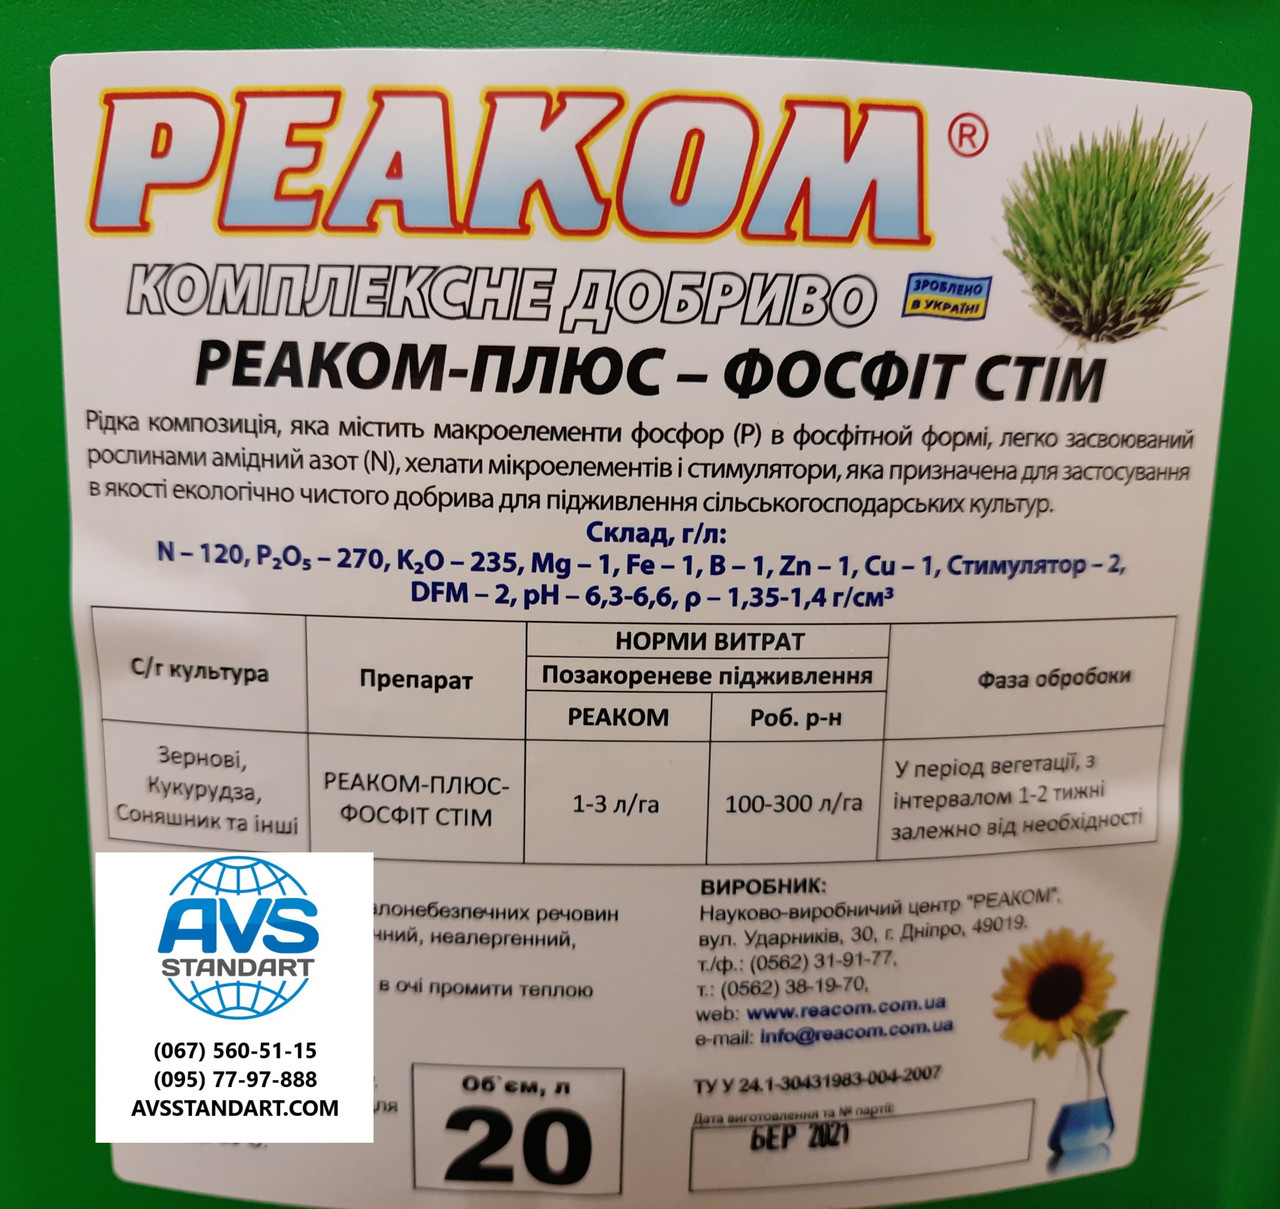 РЕАКОМ ®
КОМПЛЕКСНЕ ДОБРИВО
ЗРОБЛЕНО
В УКРАЇНІ
РЕАКОМ-ПЛЮС – ФОСФІТ СТІМ
Рідка композиція, яка містить макроелементи фосфор (P) в фосфітній формі, легко засвоюваний
рослинами амідний азот (N), хелати мікроелементів і стимулятори, яка призначена для застосування
в якості екологічно чистого добрива для підживлення сільськогосподарських культур.
Склад, г/л:
N – 120, P₂O₅ – 270, K₂O – 235, Mg – 1, Fe – 1, B – 1, Zn – 1, Cu – 1, Стимулятор – 2,
DFM – 2, pH – 6,3-6,6, ρ – 1,35-1,4 г/см³
С/г культура
Препарат
НОРМИ ВИТРАТ
Позакореневе підживлення
РЕАКОМ
Роб. р-н
Фаза обробоки
Зернові,
Кукурудза,
Соняшник та інші
РЕАКОМ-ПЛЮС-
ФОСФІТ СТІМ
1-3 л/га
100-300 л/га
У період вегетації, з
інтервалом 1-2 тижні
залежно від необхідності
речовин
неалергенний,
в очі промити теплою
ВИРОБНИК:
Науково-виробничий центр "РЕАКОМ",
вул. Ударників, 30, г. Дніпро, 49019.
т./ф.: (0562) 31-91-77,
т.: (0562) 38-19-70,
web: www.reacom.com.ua
e-mail: info@reacom.com.ua
ТУ У 24.1-30431983-004-2007
Дата виготовлення та № партії:
БЕР 2021
Об`єм, л
20
AVS
STANDART
(067) 560-51-15
(095) 77-97-888
AVSSTANDART.COM